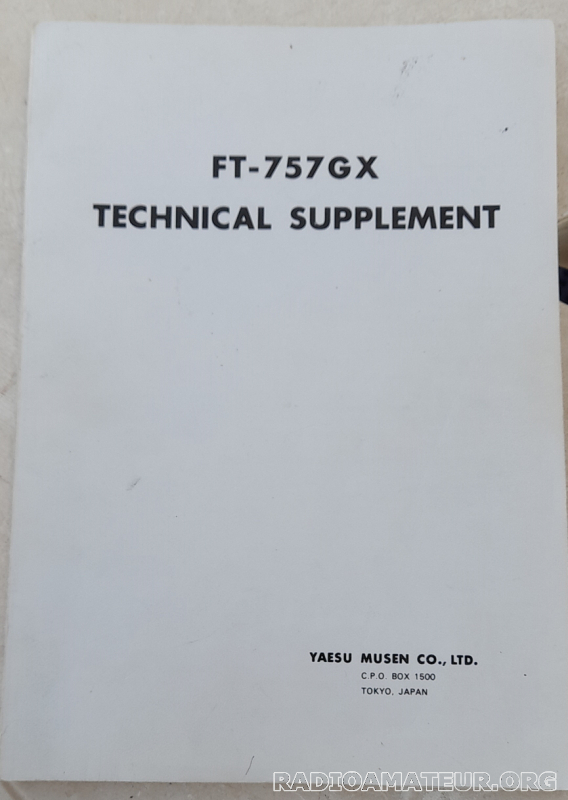 FT-757GX
TECHNICAL SUPPLEMENT
YAESU MUSEN CO., LTD.
C.P.O. BOX 1500
TOKYO, JAPAN
RADIOAMATEUR.ORG